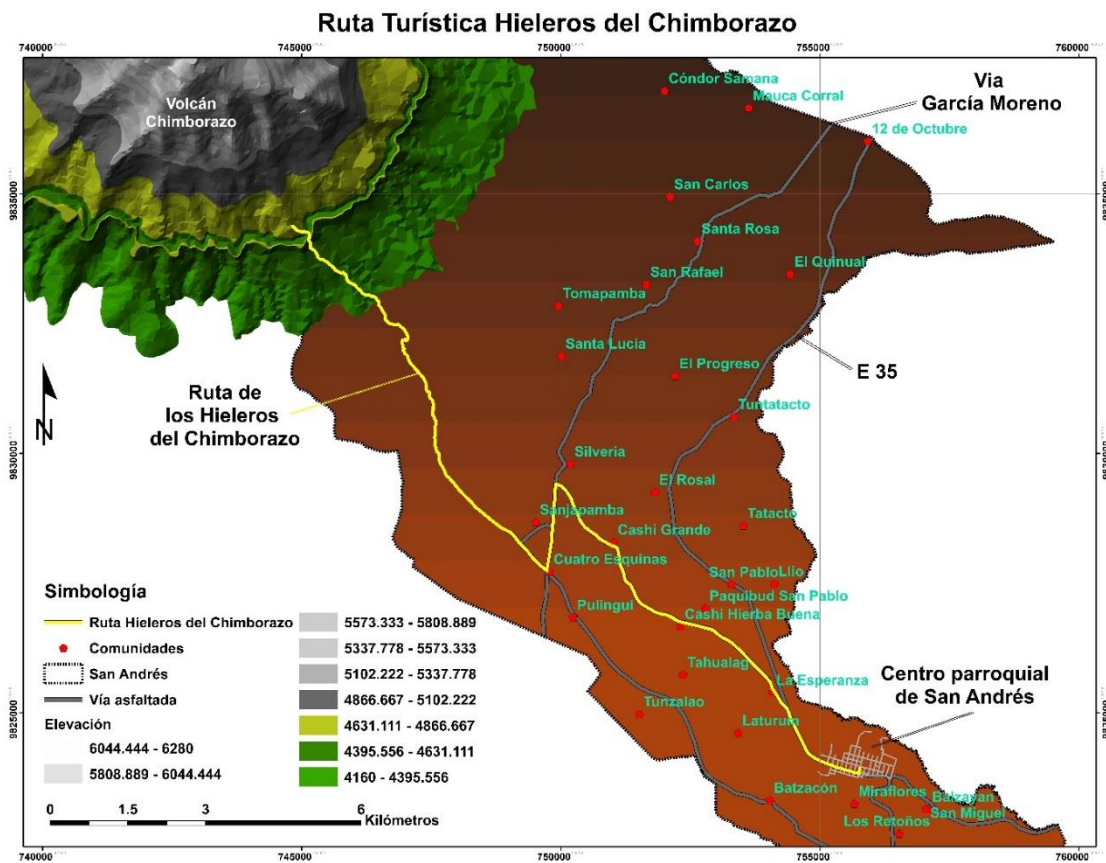 Ruta Turística Hieleros del Chimborazo
740000
745000
750000
755000
760000
Volcán
Chimborazo
Via
García Moreno
Cóndor Samana
Mauca Corral
12 de Octubre
9835000
9835000
San Carlos
Santa Rosa
San Rafael
El Quinual
Tomapamba
Santa Lucia
El Progreso
E 35
Ruta de
los Hieleros
del Chimborazo
N
Tuntatacto
9830000
Silveria
El Rosal
Sanjapamba
Tatacto
Cashi Grande
Cuatro Esquinas
San Pablo
Llio
Paquibud San Pablo
Pulingui
Cashi Hierba Buena
Tahualag
La Esperanza
Centro parroquial
de San Andrés
Tunzalao
9825000
9825000
Laturum
Batzacón
Miraflores
Balzayan
Los Retoños
San Miguel
Simbología
Ruta Hieleros del Chimborazo
Comunidades
San Andrés
Vía asfaltada
Elevación
6044.444 - 6280
5808.889 - 6044.444
5573.333 - 5808.889
5337.778 - 5573.333
5102.222 - 5337.778
4866.667 - 5102.222
4631.111 - 4866.667
4395.556 - 4631.111
4160 - 4395.556
0
1.5
3
6
Kilómetros
740000
745000
750000
755000
760000